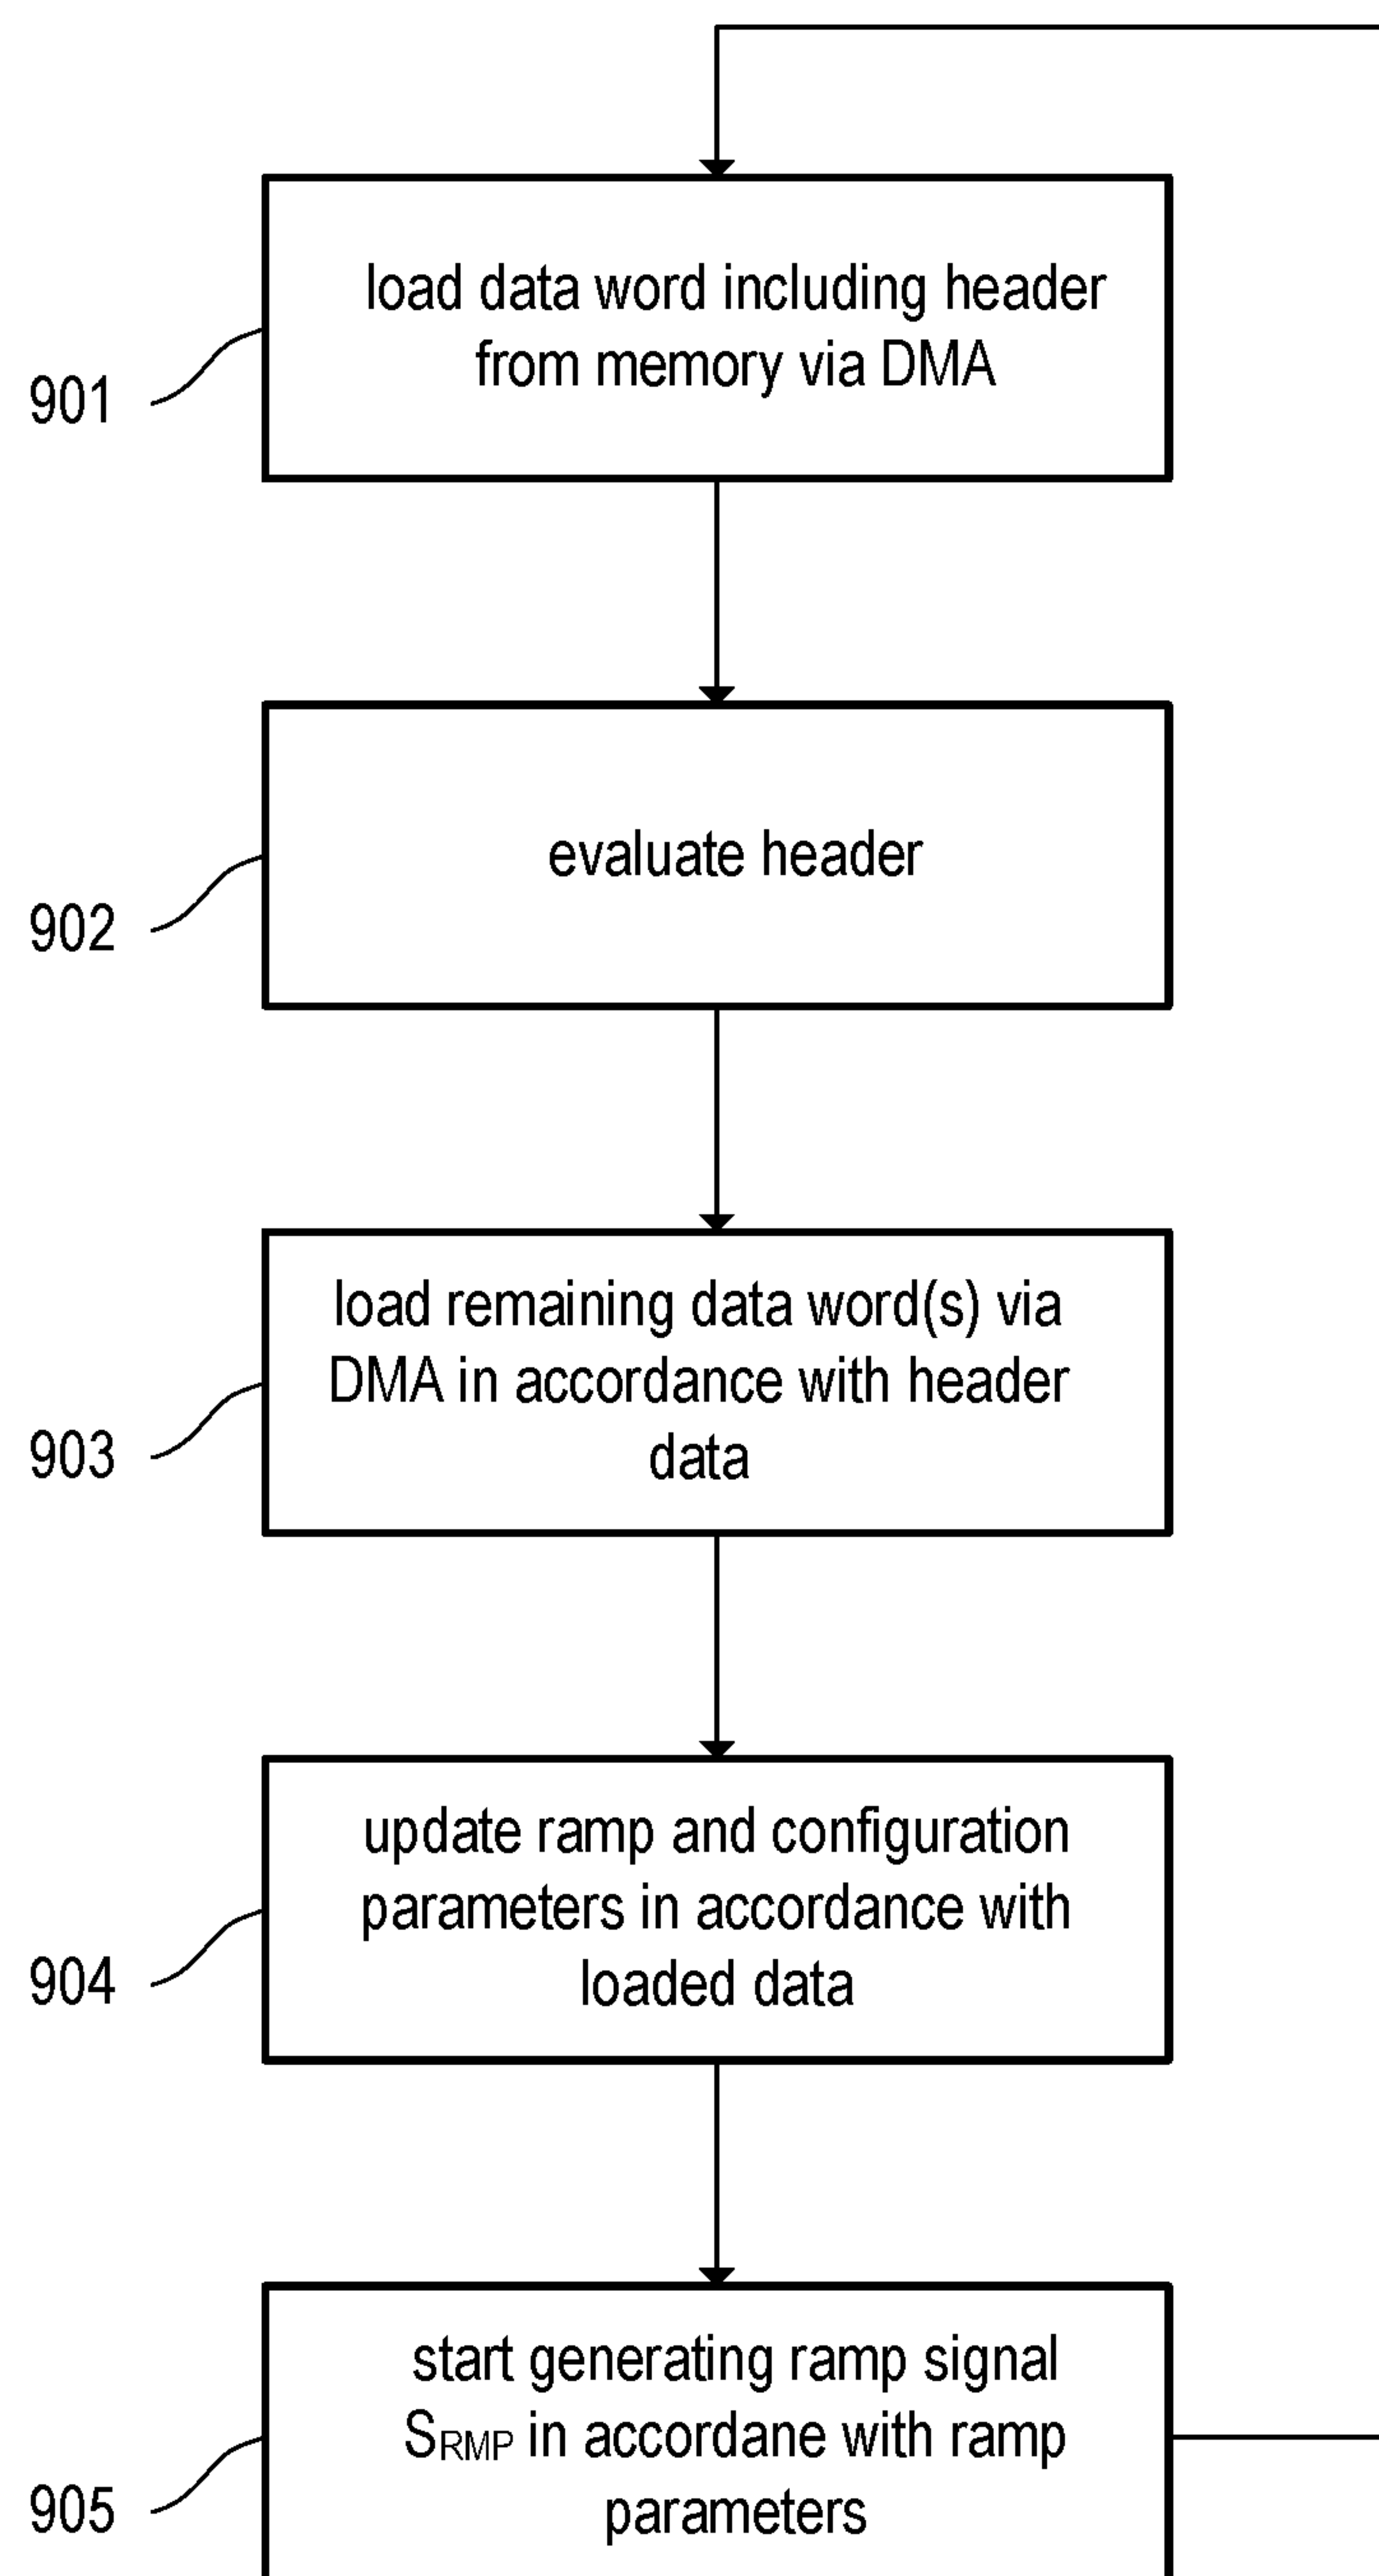 load data word including header
from memory via DMA
901
evaluate header
902
load remaining data word(s) via
DMA in accordance with header
data
903
update ramp and configuration
parameters in accordance with
loaded data
904
start generating ramp signal
SRMP in accordane with ramp
parameters
905